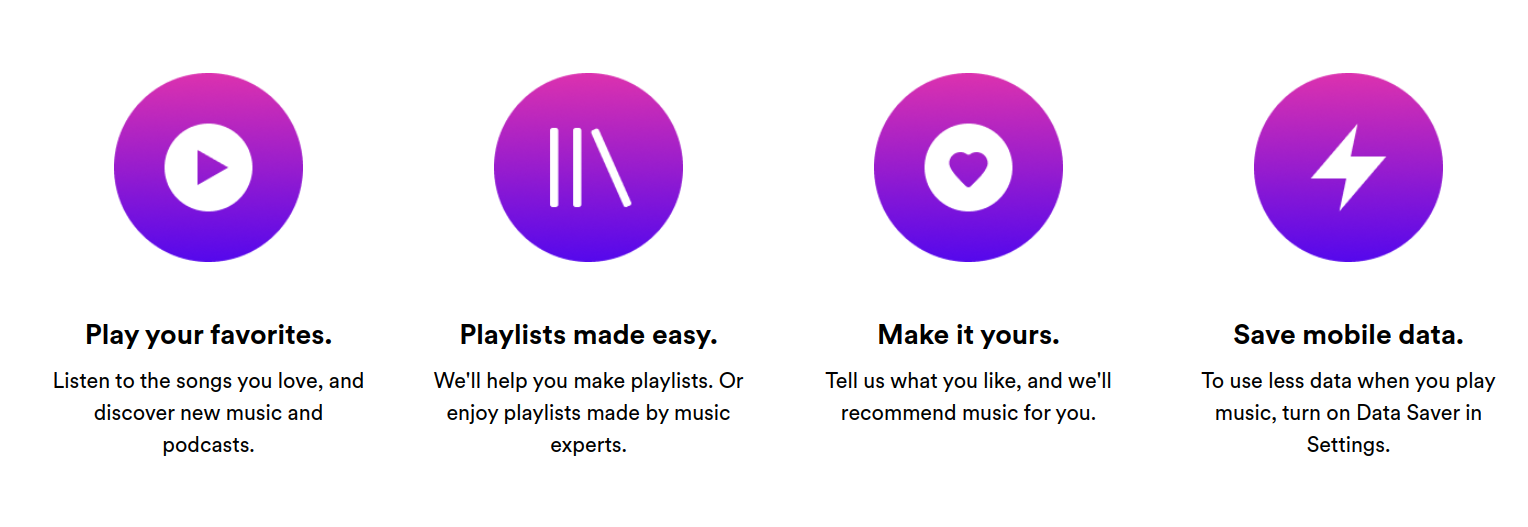 Play your favorites.
Listen to the songs you love, and
discover new music and
podcasts.
Playlists made easy.
We'll help you make playlists. Or
enjoy playlists made by music
experts.
Make it yours.
Tell us what you like, and we'll
recommend music for you.
Save mobile data.
To use less data when you play
music, turn on Data Saver in
Settings.